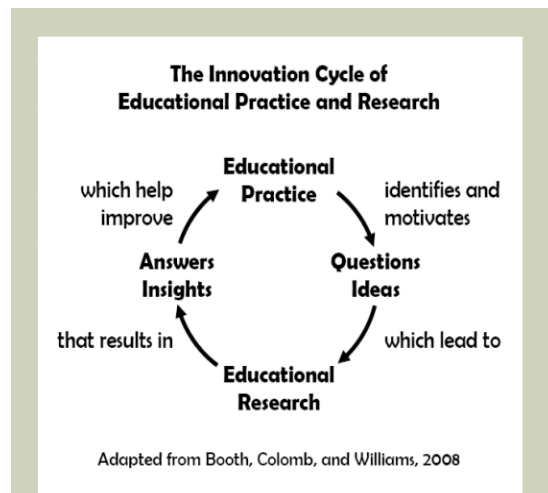 The Innovation Cycle of
Educational Practice and Research
Educational
Practice
identifies and
motivates
Questions
Ideas
which lead to
Educational
Research
that results in
Answers
Insights
which help
improve
Adapted from Booth, Colomb, and Williams, 2008